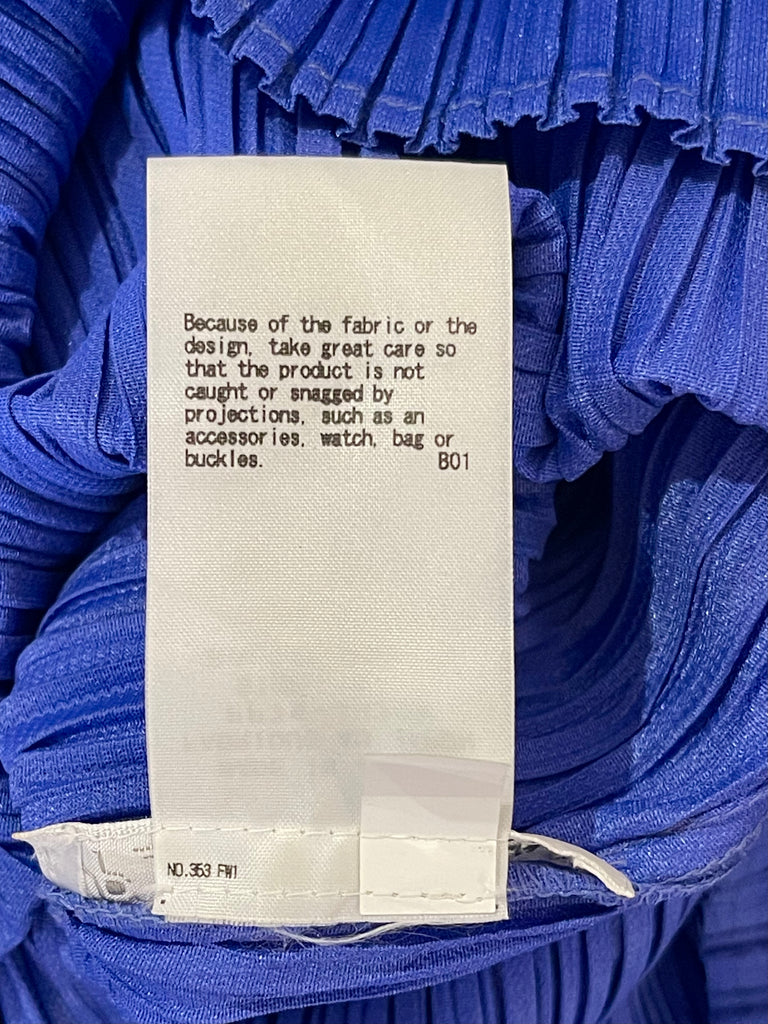 Because of the fabric or the
design, take great care so
that the product is not
caught or snagged by
projections, such as an
accessories, watch, bag or
buckles. B01
NO.353 FW1